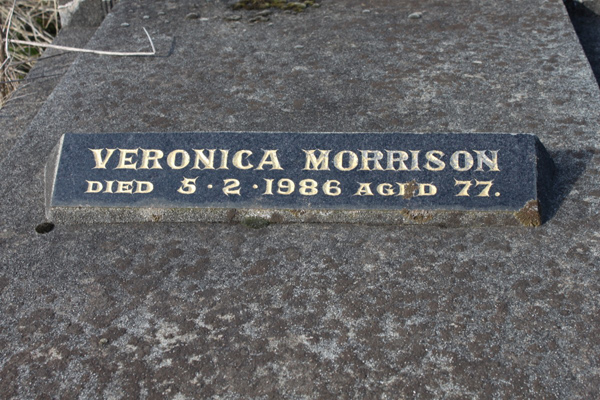 VERONICA MORRISON
DIED 5·2·1986 AGED 77.